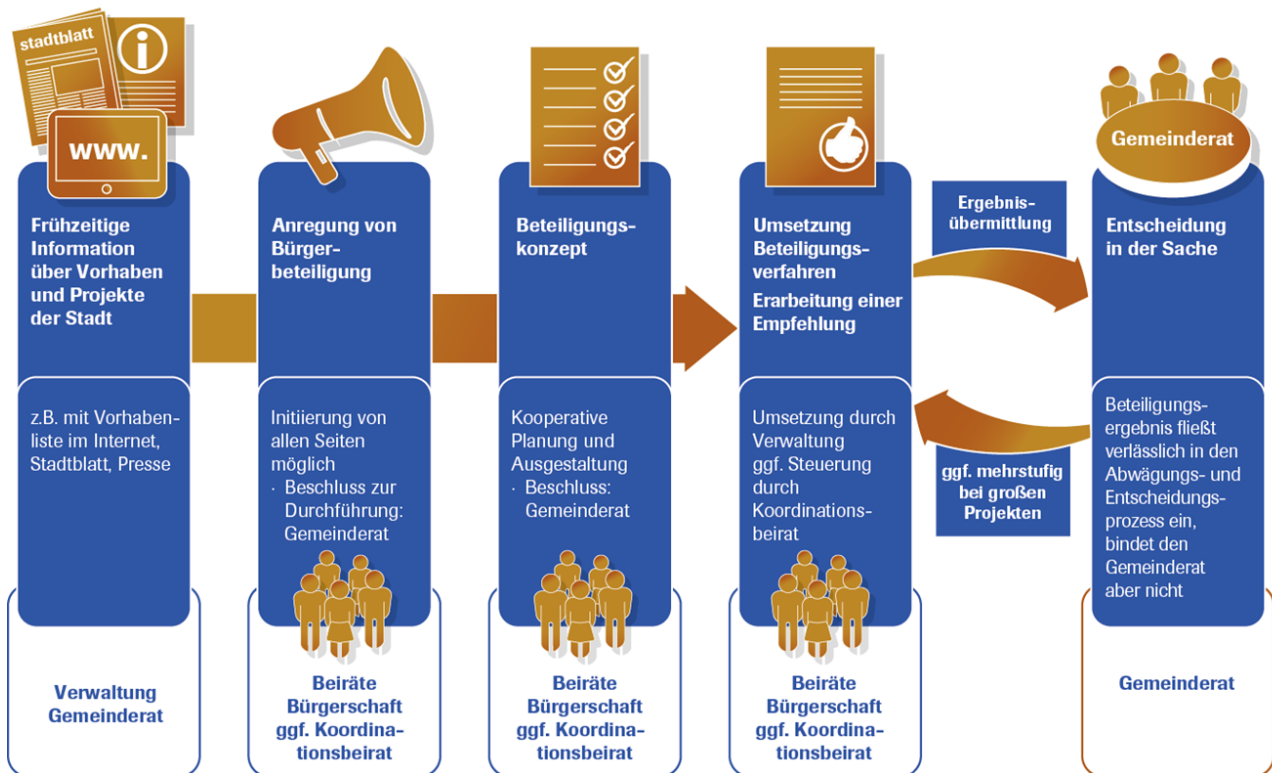 stadtblatt
i
www.
Frühzeitige
Information
über Vorhaben
und Projekte
der Stadt
z.B. mit Vorhaben-
liste im Internet,
Stadtblatt, Presse
Verwaltung
Gemeinderat
Anregung von
Bürger-
beteiligung
Initiierung von
allen Seiten
möglich
· Beschluss zur
Durchführung:
Gemeinderat
Beiräte
Bürgerschaft
ggf. Koordina-
tionsbeirat
Beteiligungs-
konzept
Kooperative
Planung und
Ausgestaltung
· Beschluss:
Gemeinderat
Beiräte
Bürgerschaft
ggf. Koordina-
tionsbeirat
Umsetzung
Beteiligungs-
verfahren
Erarbeitung einer
Empfehlung
Umsetzung durch
Verwaltung
ggf. Steuerung
durch
Koordinations-
beirat
Beiräte
Bürgerschaft
ggf. Koordina-
tionsbeirat
Ergebnis-
übermittlung
ggf. mehrstufig
bei großen
Projekten
Gemeinderat
Entscheidung
in der Sache
Beteiligungs-
ergebnis fließt
verlässlich in den
Abwägungs- und
Entscheidungs-
prozess ein,
bindet den
Gemeinderat
aber nicht
Gemeinderat